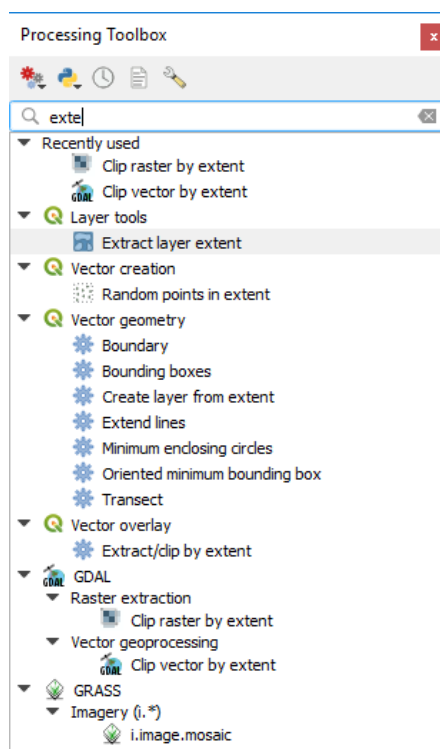 Processing Toolbox
x
exte
Recently used
Clip raster by extent
GDAL Clip vector by extent
Layer tools
Extract layer extent
Vector creation
Random points in extent
Vector geometry
Boundary
Bounding boxes
Create layer from extent
Extend lines
Minimum enclosing circles
Oriented minimum bounding box
Transect
Vector overlay
Extract/clip by extent
GDAL GDAL
Raster extraction
Clip raster by extent
Vector geoprocessing
GDAL Clip vector by extent
GRASS
Imagery (i.*)
i.image.mosaic